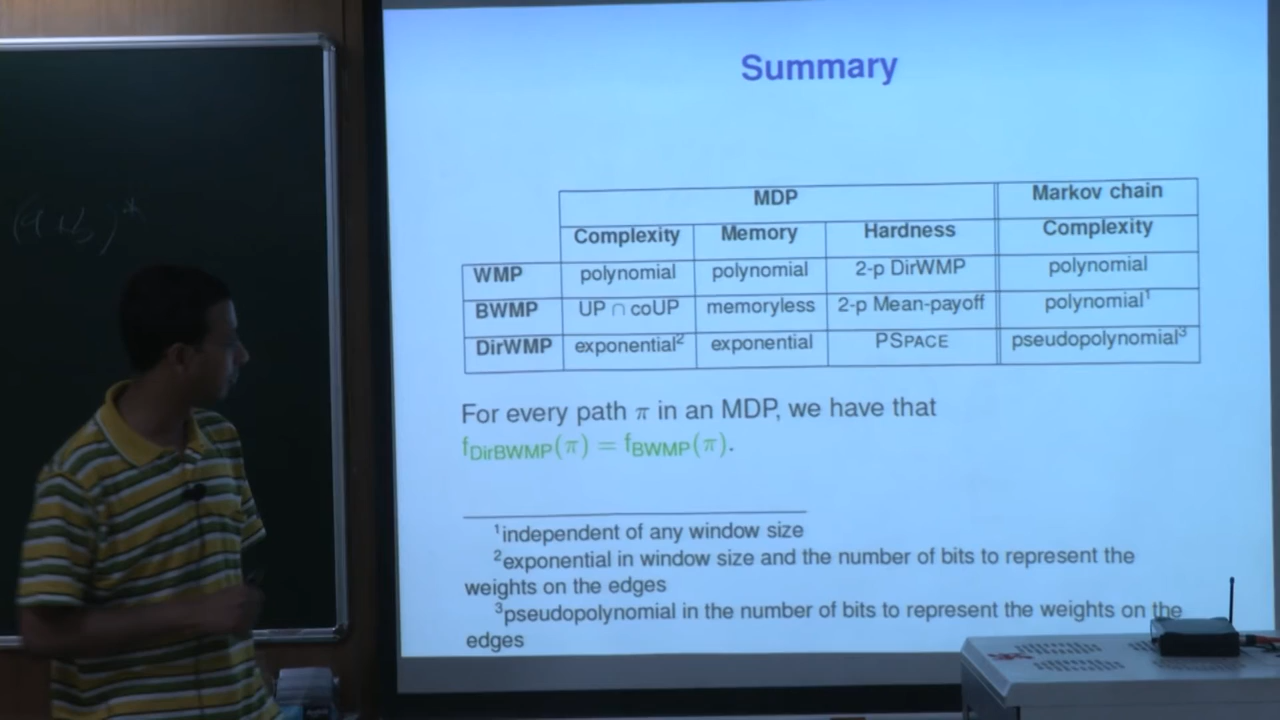 Summary
MDP Markov chain
Complexity Memory Hardness Complexity
WMP polynomial polynomial 2-p DirWMP polynomial
BWMP UP ∩ coUP memoryless 2-p Mean-payoff polynomial¹
DirWMP exponential² exponential PSPACE pseudopolynomial³
For every path π in an MDP, we have that
f_DirBWMP(π) = f_BWMP(π).
¹independent of any window size
²exponential in window size and the number of bits to represent the
weights on the edges
³pseudopolynomial in the number of bits to represent the weights on the
edges